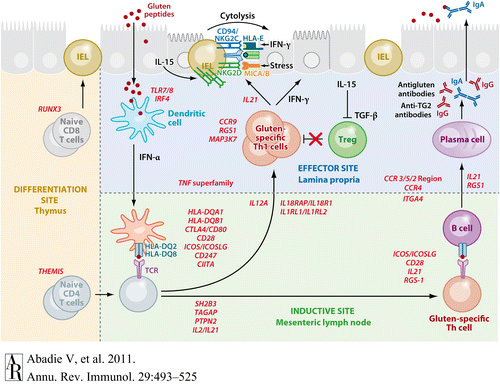 Gluten
peptides
IgA
Cytolysis
CD94/
NKG2C
HLA-E
IFN-γ
IEL
IEL
IEL
IL-15
NKG2D
Stress
MICA/B
RUNX3
TLR7/8
IRF4
IL21
IFN-γ
IL-15
Antigluten
antibodies
IgA
IgG
Anti-TG2
antibodies
IgG
Naive
CD8
T cells
Dendritic
cell
CCR9
RGS1
MAP3K7
Gluten-
specific
Th1 cells
TGF-β
Treg
Plasma cell
IFN-α
EFFECTOR SITE
Lamina propria
CCR 3/5/2 Region
CCR4
IL21
RGS1
TNF superfamily
ITGA4
DIFFERENTIATION
SITE
Thymus
IL12A
IL18RAP/IL18R1
IL1RL1/IL1RL2
HLA-DQA1
HLA-DQB1
CTLA4/CD80
CD28
ICOS/ICOSLG
CD247
CIITA
HLA-DQ2
HLA-DQ8
B cell
ICOS/ICOSLG
CD28
IL21
RGS-1
TCR
THEMIS
Naive
CD4
T cells
SH2B3
TAGAP
PTPN2
IL2/IL21
INDUCTIVE SITE
Mesenteric lymph node
Gluten-specific
Th cell
AR
Abadie V, et al. 2011.
Annu. Rev. Immunol. 29:493–525